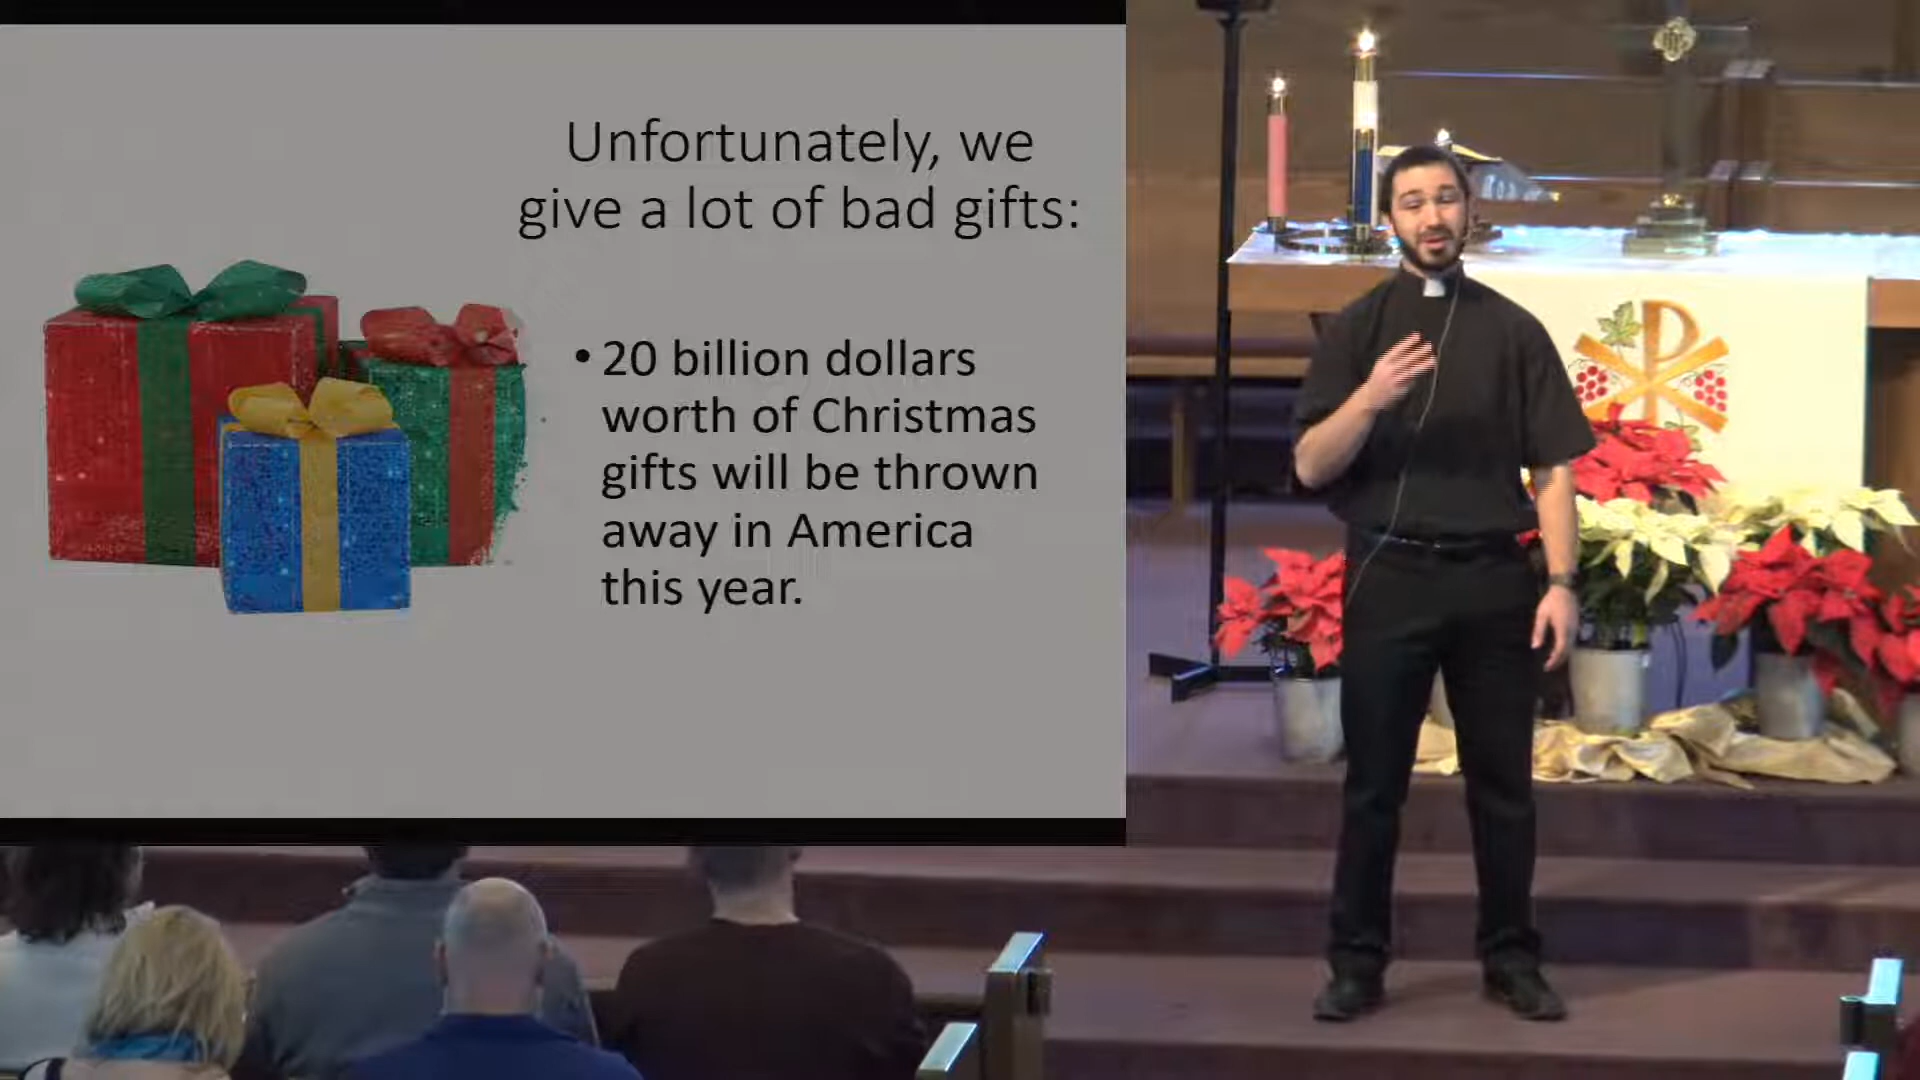 Unfortunately, we
give a lot of bad gifts:
• 20 billion dollars
worth of Christmas
gifts will be thrown
away in America
this year.